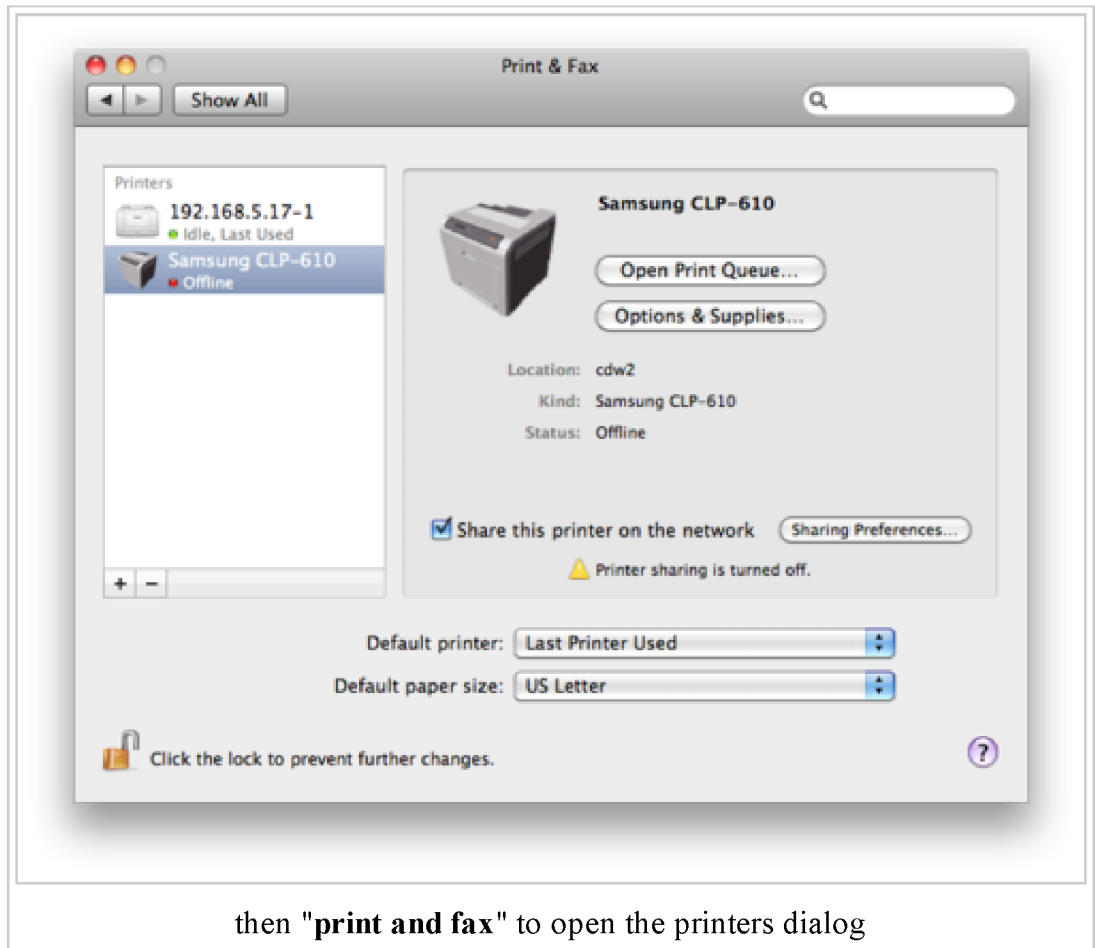 Print & Fax
Show All
Printers
192.168.5.17-1
Idle, Last Used
Samsung CLP-610
Offline
Samsung CLP-610
Open Print Queue...
Options & Supplies...
Location: cdw2
Kind: Samsung CLP-610
Status: Offline
Share this printer on the network
Sharing Preferences...
Printer sharing is turned off.
+ −
Default printer: Last Printer Used
Default paper size: US Letter
Click the lock to prevent further changes.
?
then "print and fax" to open the printers dialog